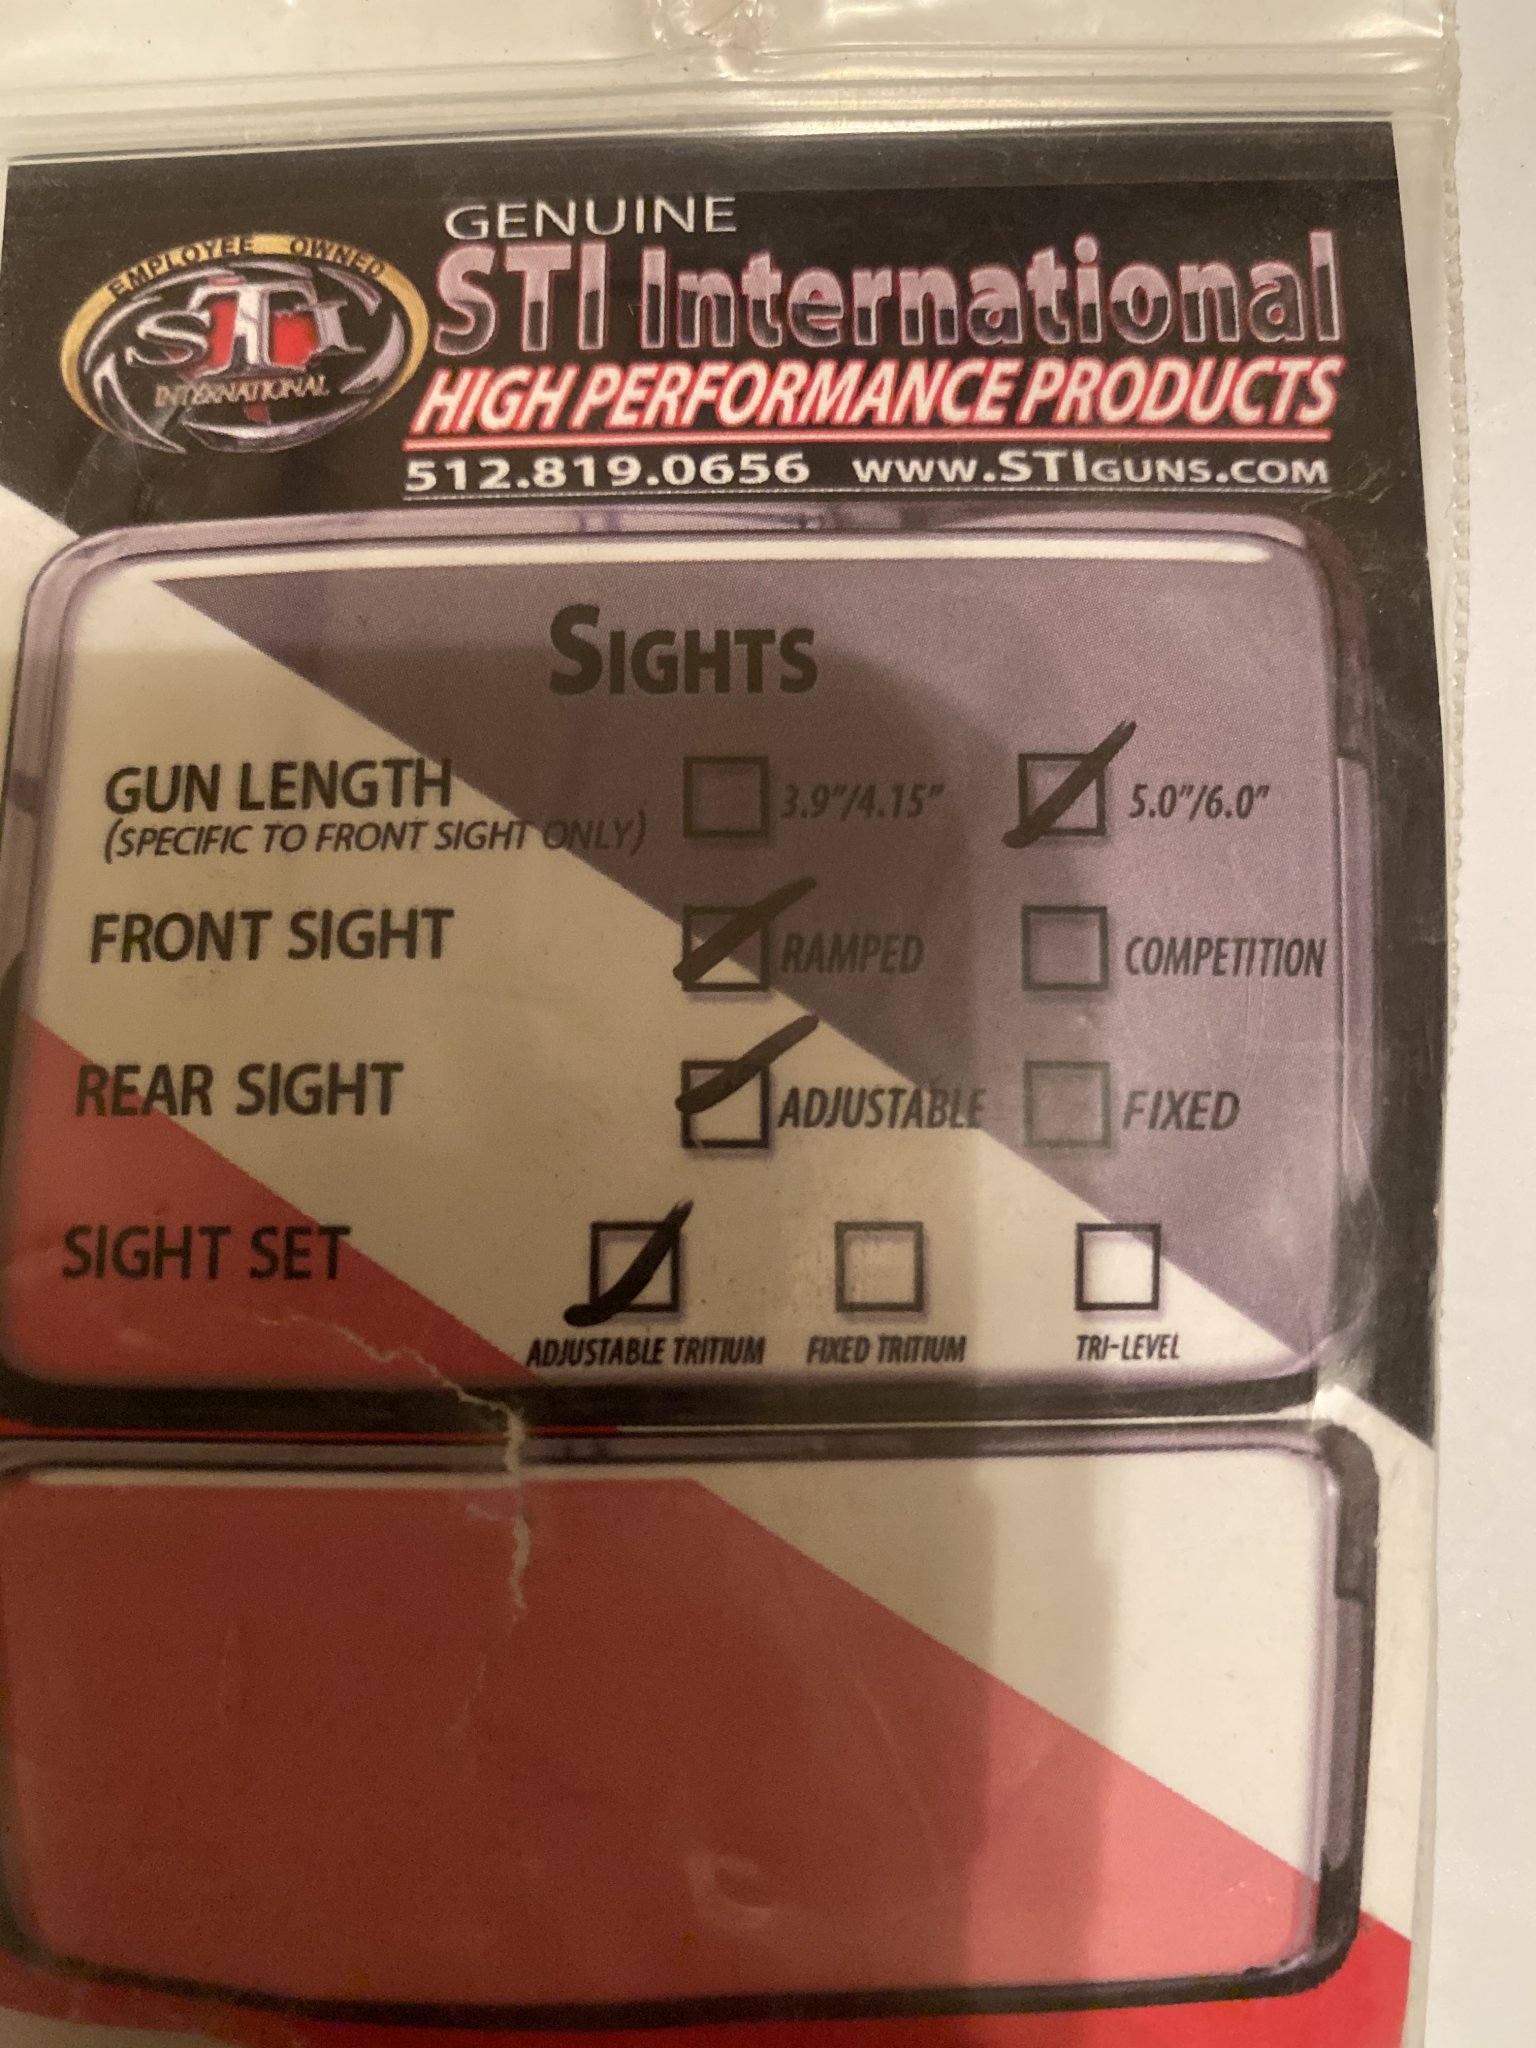 GENUINE
EMPLOYEE OWNED
STI
INTERNATIONAL
STI International
HIGH PERFORMANCE PRODUCTS
512.819.0656 WWW.STIGUNS.COM
SIGHTS
GUN LENGTH 3.9"/4.15" 5.0"/6.0"
(SPECIFIC TO FRONT SIGHT ONLY)
FRONT SIGHT RAMPED COMPETITION
REAR SIGHT ADJUSTABLE FIXED
SIGHT SET
ADJUSTABLE TRITIUM FIXED TRITIUM TRI-LEVEL